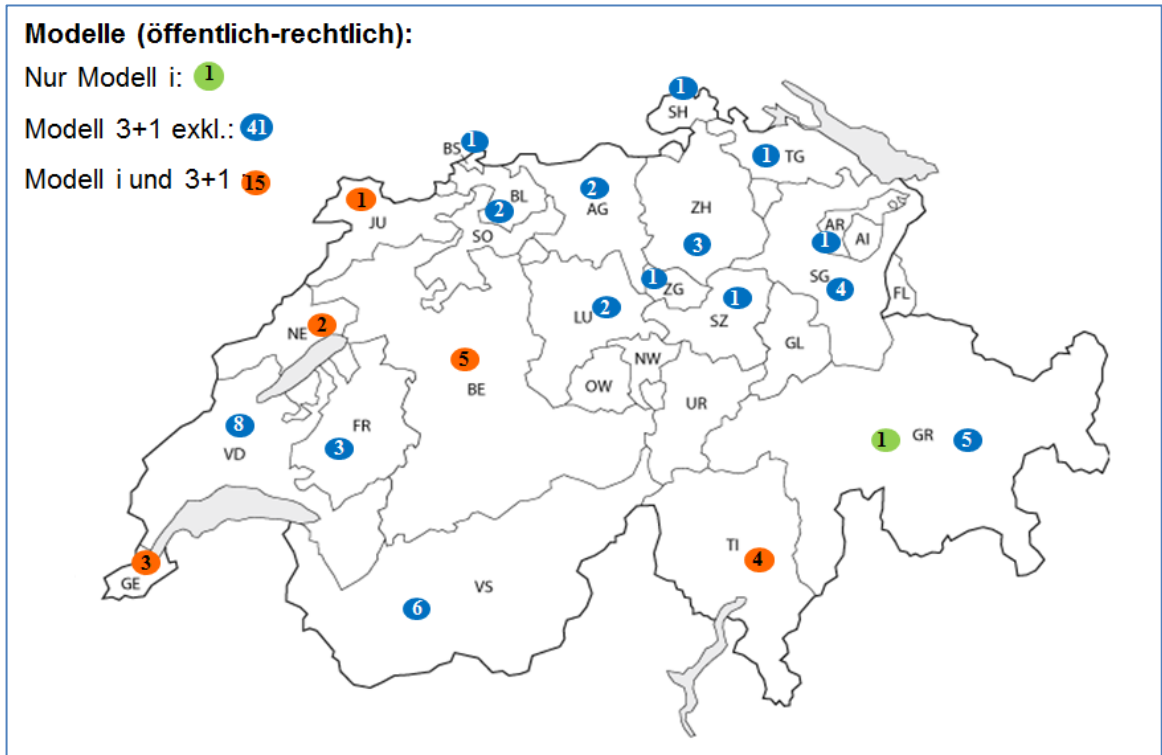 Modelle (öffentlich-rechtlich):
Nur Modell i: 1
Modell 3+1 exkl.: 41
Modell i und 3+1 : 15
1
SH
BS 1
1 TG
1
JU
2 BL
SO
2
AG
ZH
3
AR
1 AI
SG 4
FL
1 ZG
1
SZ
LU 2
GL
NE 2
5
BE
NW
OW
UR
8
VD
FR
3
1 GR 5
3
GE
TI
4
VS
6